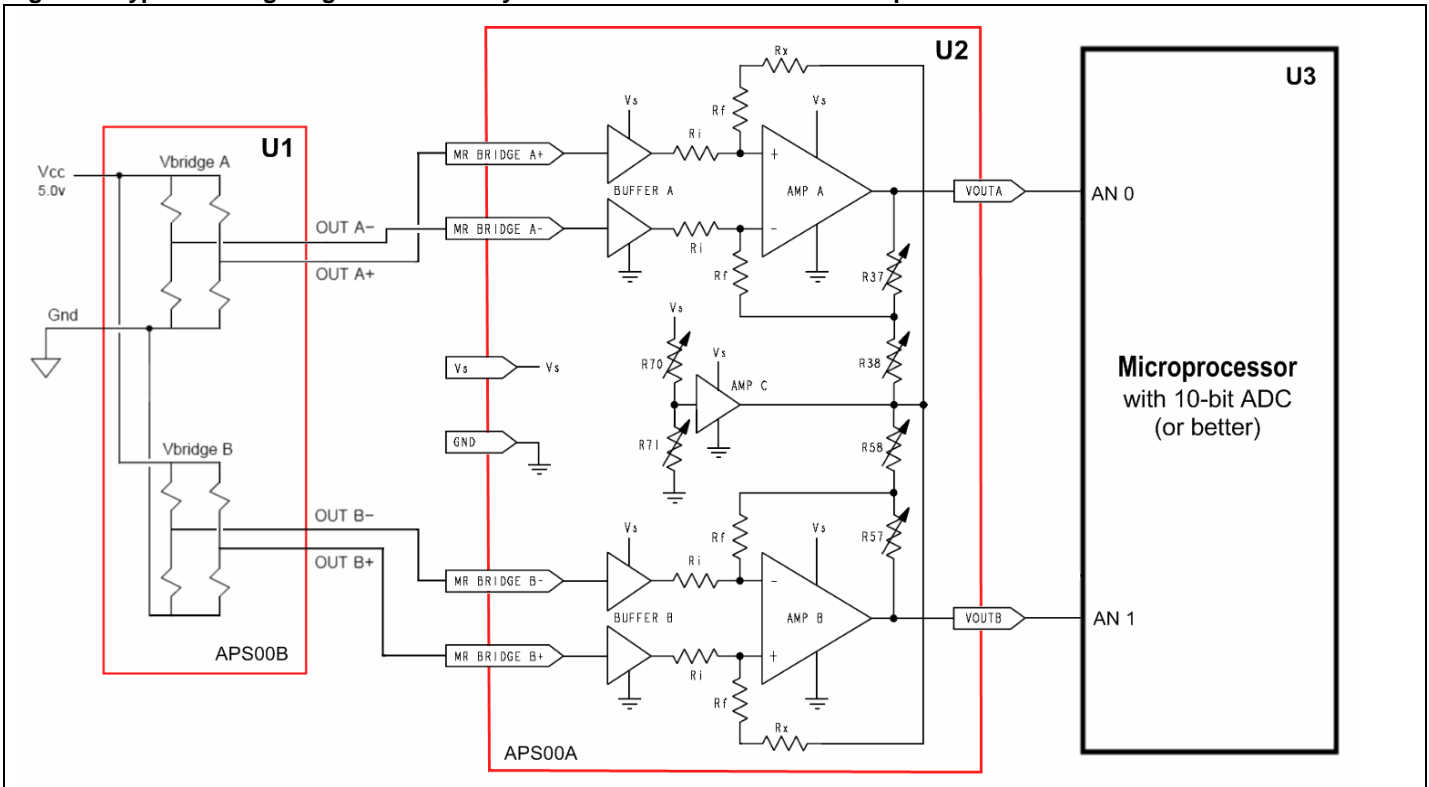 U1
Vcc
5.0v
Vbridge A
OUT A−
OUT A+
Gnd
Vbridge B
OUT B−
OUT B+
APS00B
U2
MR BRIDGE A+
MR BRIDGE A-
Vs
Vs
GND
MR BRIDGE B-
MR BRIDGE B+
Vs
BUFFER A
Ri
Ri
Rf
Rx
Vs
+
-
AMP A
Rf
R37
R38
Vs
R70
R71
Vs
AMP C
R58
R57
Vs
BUFFER B
Ri
Ri
Rf
Vs
-
+
AMP B
Rf
Rx
VOUTA
VOUTB
APS00A
U3
AN 0
Microprocessor
with 10-bit ADC
(or better)
AN 1